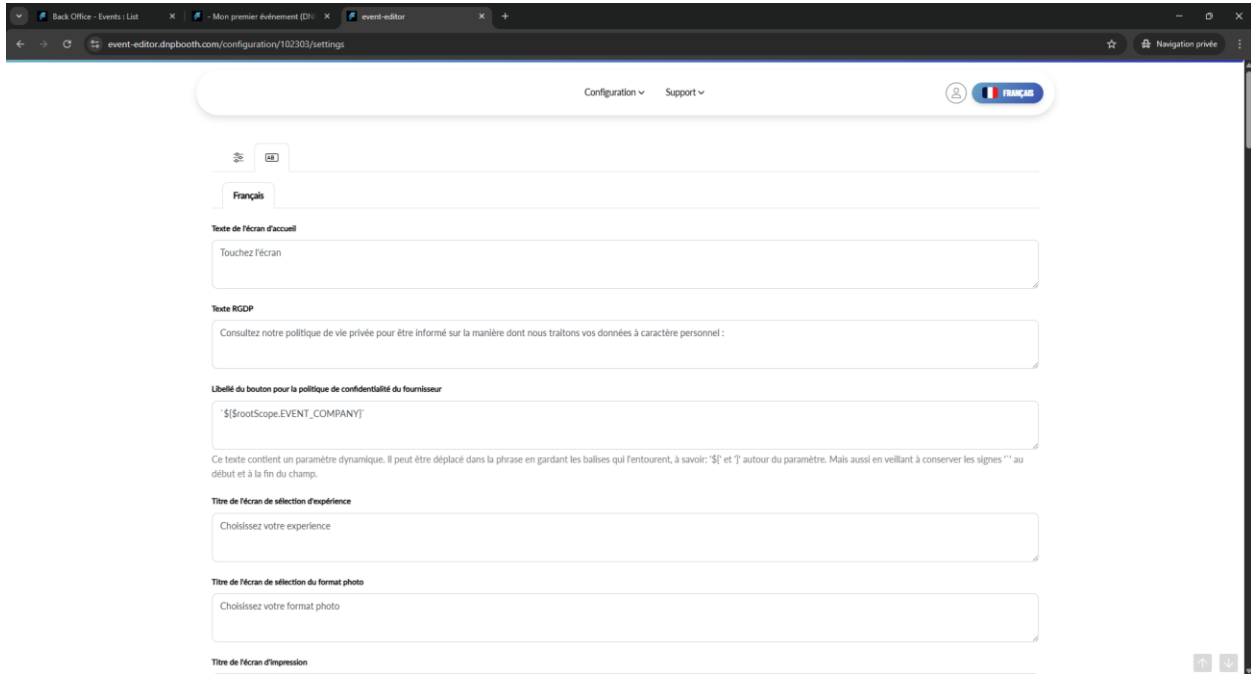 Back Office - Events : List
- Mon premier événement (DN
event-editor
event-editor.dnpbooth.com/configuration/102303/settings
Navigation privée
Configuration
Support
FRANÇAIS
AB
Français
Texte de l'écran d'accueil
Touchez l'écran
Texte RGDP
Consultez notre politique de vie privée pour être informé sur la manière dont nous traitons vos données à caractère personnel :
Libellé du bouton pour la politique de confidentialité du fournisseur
`${$rootScope.EVENT_COMPANY}`
Ce texte contient un paramètre dynamique. Il peut être déplacé dans la phrase en gardant les balises qui l'entourent, à savoir: '${' et '}' autour du paramètre. Mais aussi en veillant à conserver les signes '`' au
début et à la fin du champ.
Titre de l'écran de sélection d'expérience
Choisissez votre experience
Titre de l'écran de sélection du format photo
Choisissez votre format photo
Titre de l'écran d'impression